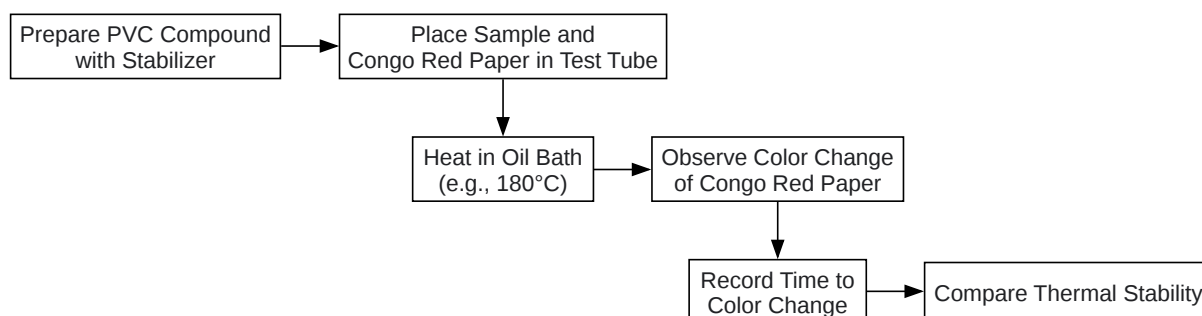 Prepare PVC Compound
with Stabilizer
Place Sample and
Congo Red Paper in Test Tube
Heat in Oil Bath
(e.g., 180°C)
Observe Color Change
of Congo Red Paper
Record Time to
Color Change
Compare Thermal Stability